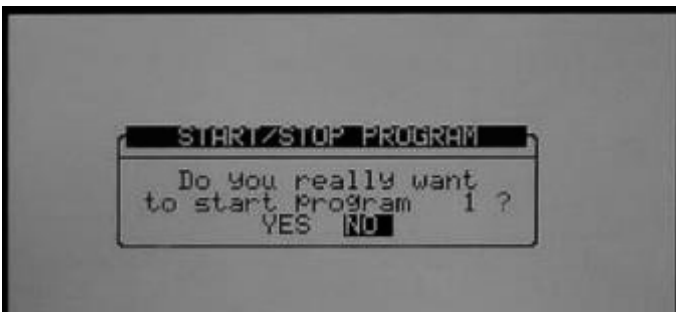 START/STOP PROGRAM
Do you really want
to start program 1 ?
YES NO